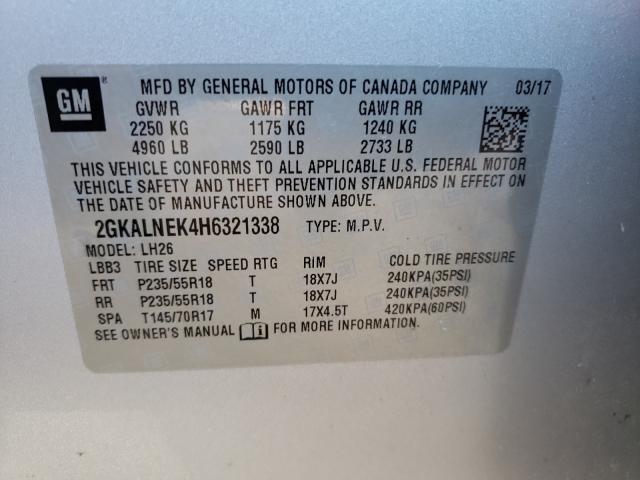 GM ® MFD BY GENERAL MOTORS OF CANADA COMPANY 03/17
GVWR GAWR FRT GAWR RR
2250 KG 1175 KG 1240 KG
4960 LB 2590 LB 2733 LB
THIS VEHICLE CONFORMS TO ALL APPLICABLE U.S. FEDERAL MOTOR
VEHICLE SAFETY AND THEFT PREVENTION STANDARDS IN EFFECT ON
THE DATE OF MANUFACTURE SHOWN ABOVE.
2GKALNEK4H6321338 TYPE: M.P.V.
MODEL: LH26
LBB3 TIRE SIZE SPEED RTG RIM COLD TIRE PRESSURE
FRT P235/55R18 T 18X7J 240KPA(35PSI)
RR P235/55R18 T 18X7J 240KPA(35PSI)
SPA T145/70R17 M 17X4.5T 420KPA(60PSI)
SEE OWNER'S MANUAL FOR MORE INFORMATION.